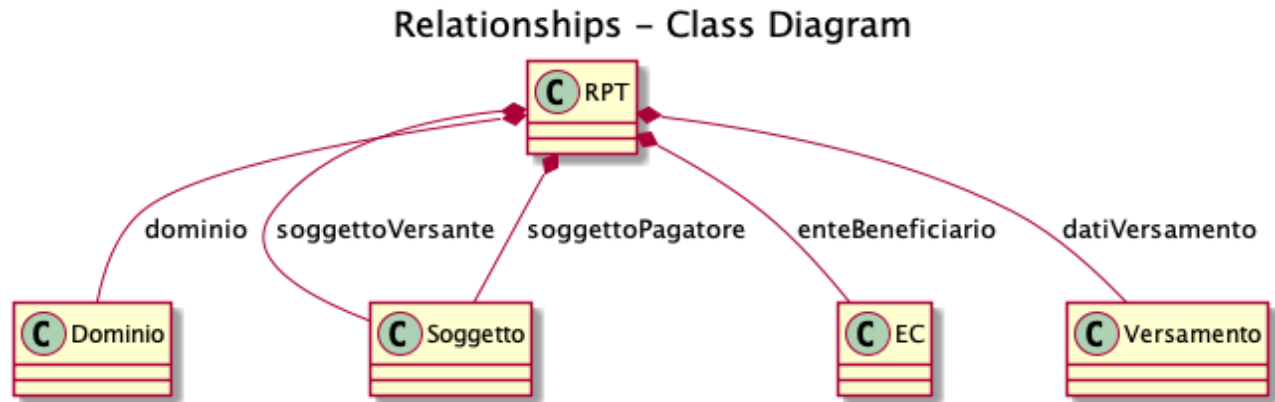 Relationships – Class Diagram
C RPT
dominio
soggettoVersante
soggettoPagatore
enteBeneficiario
datiVersamento
C Dominio
C Soggetto
C EC
C Versamento